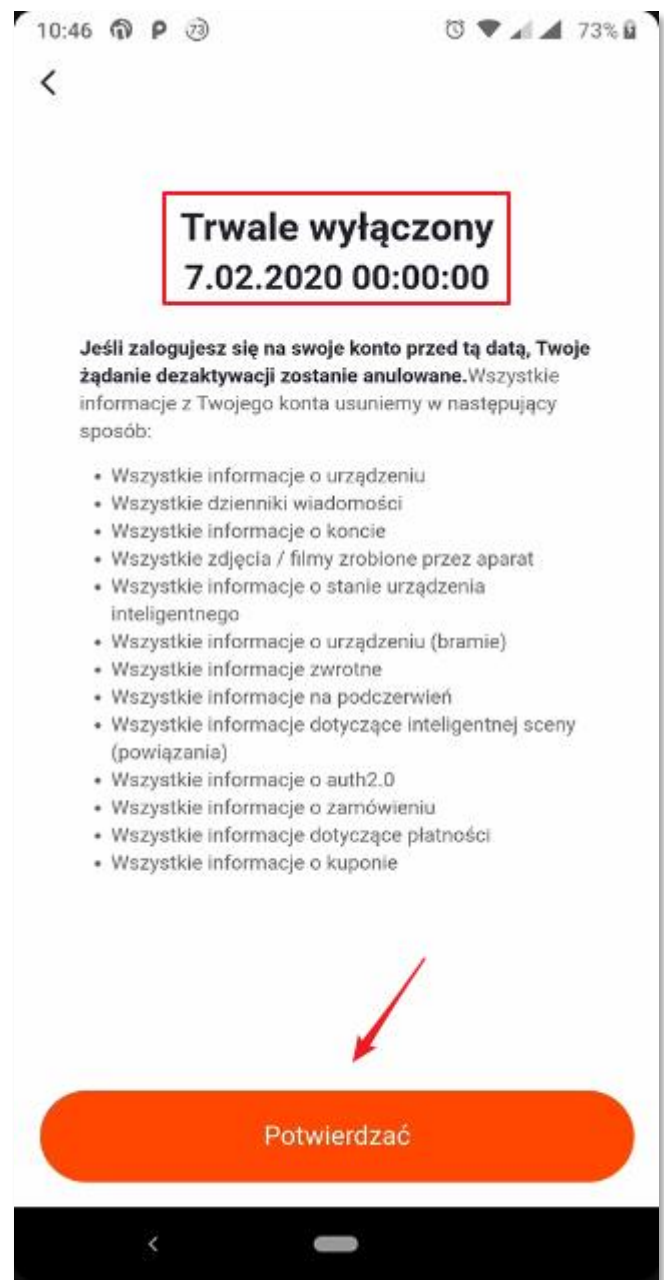 10:46 P 73 73%
Trwale wyłączony
7.02.2020 00:00:00
Jeśli zalogujesz się na swoje konto przed tą datą, Twoje
żądanie dezaktywacji zostanie anulowane.Wszystkie
informacje z Twojego konta usuniemy w następujący
sposób:
• Wszystkie informacje o urządzeniu
• Wszystkie dzienniki wiadomości
• Wszystkie informacje o koncie
• Wszystkie zdjęcia / filmy zrobione przez aparat
• Wszystkie informacje o stanie urządzenia
inteligentnego
• Wszystkie informacje o urządzeniu (bramie)
• Wszystkie informacje zwrotne
• Wszystkie informacje na podczerwień
• Wszystkie informacje dotyczące inteligentnej sceny
(powiązania)
• Wszystkie informacje o auth2.0
• Wszystkie informacje o zamówieniu
• Wszystkie informacje dotyczące płatności
• Wszystkie informacje o kuponie
Potwierdzać